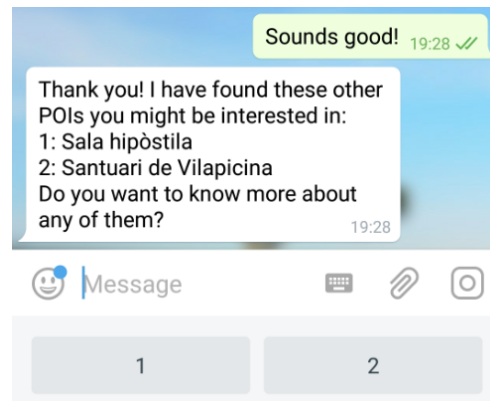 Sounds good! 19:28
Thank you! I have found these other
POIs you might be interested in:
1: Sala hipòstila
2: Santuari de Vilapicina
Do you want to know more about
any of them? 19:28
Message
1 2